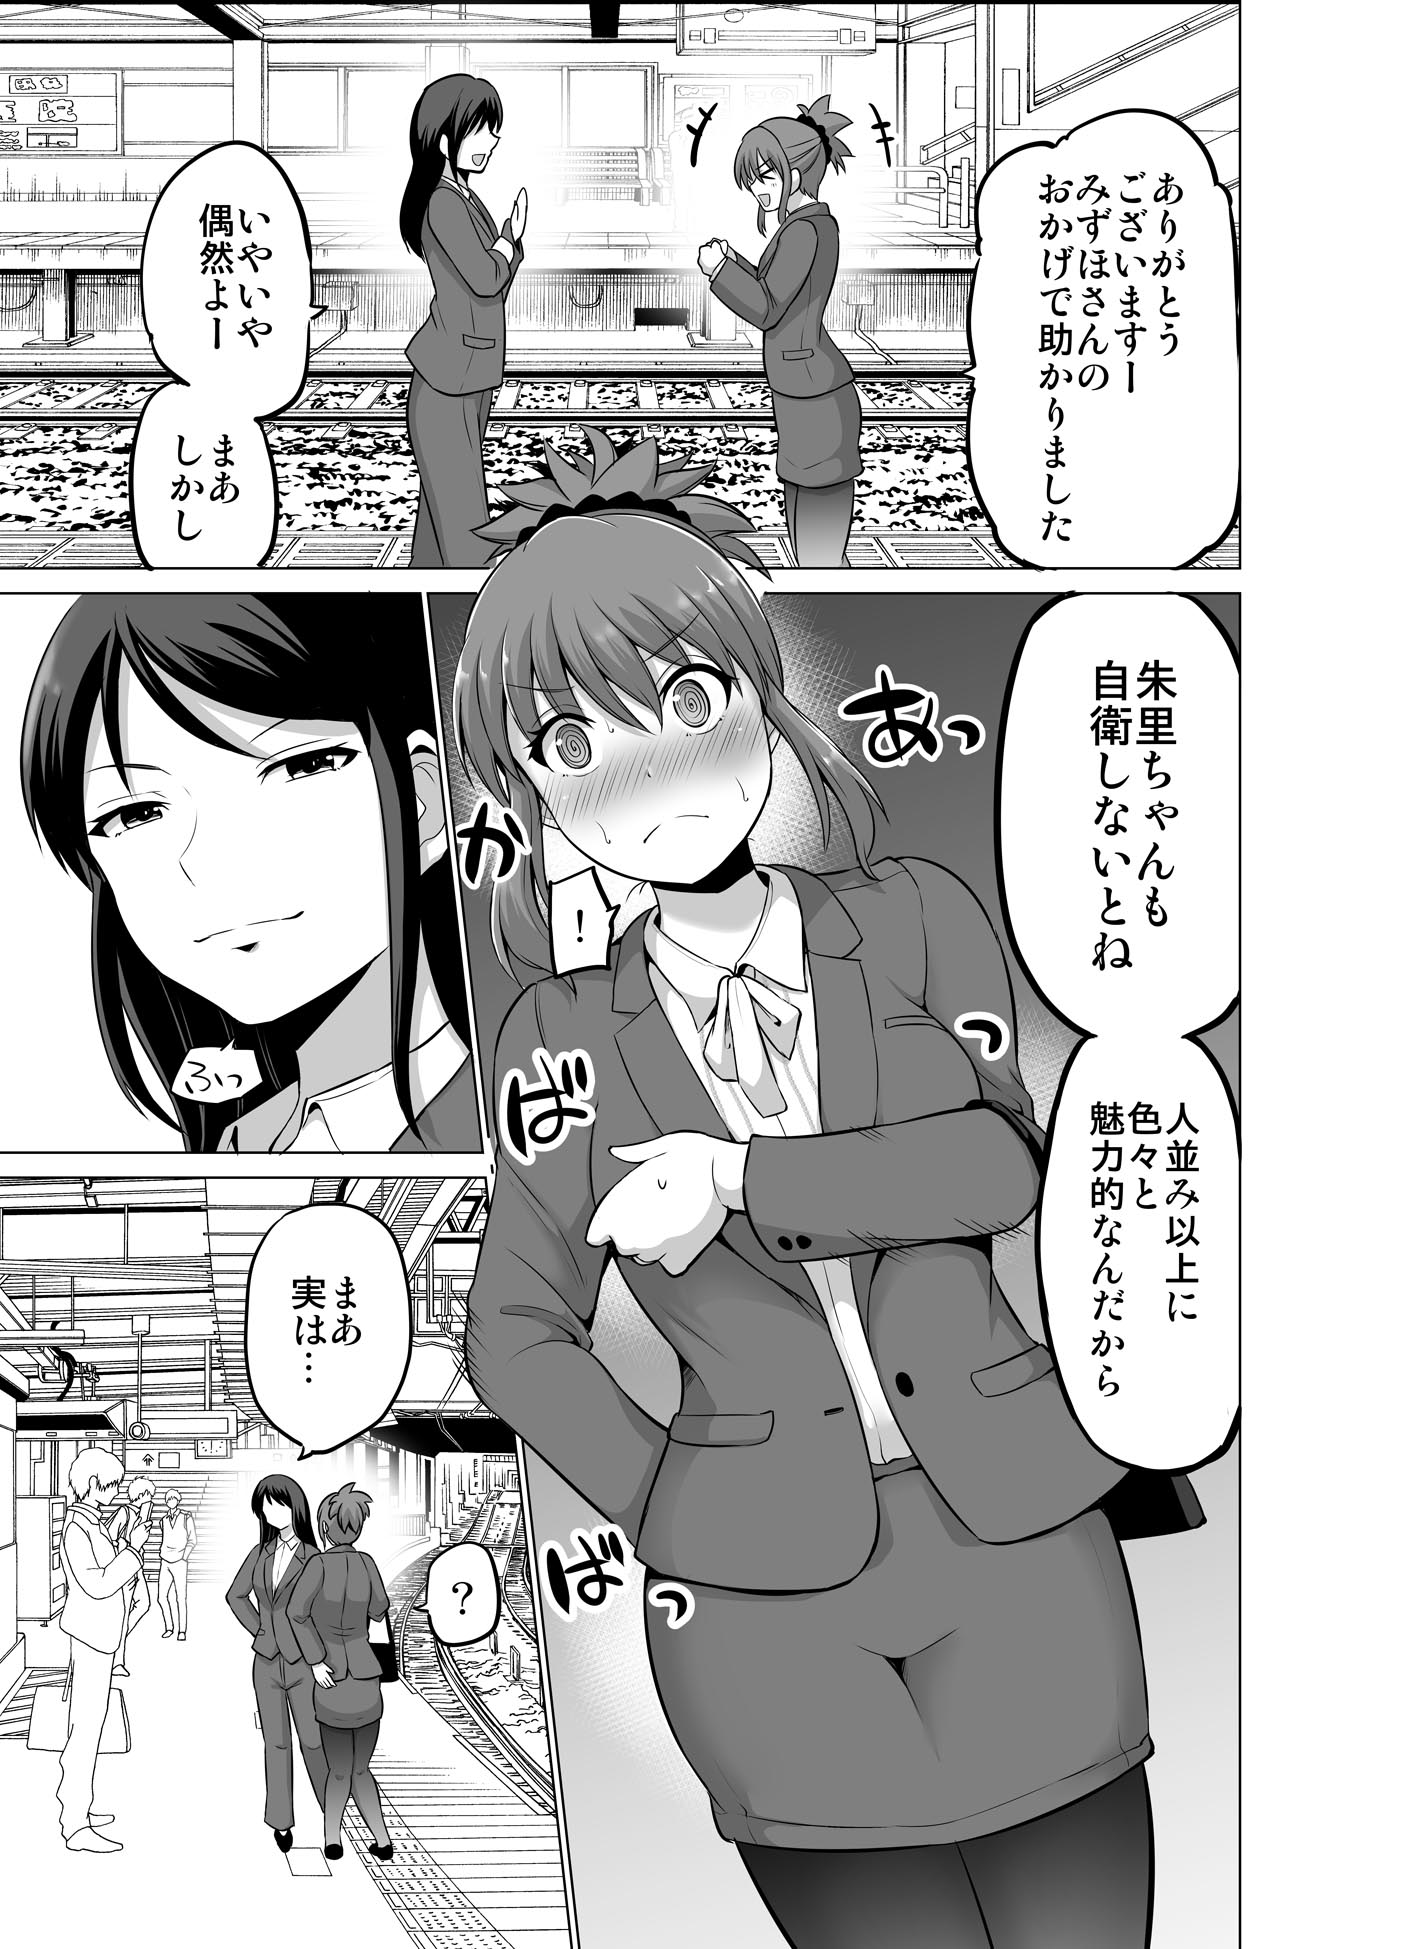 ありがとう
ございますー
みずほさんの
おかげで助かりました
いやいや
偶然よー
まあ
しかし
朱里ちゃんも
自衛しないとね
人並み以上に
色々と
魅力的なんだから
あっ
かぁ
！
ばっ
ばっ
ふっ
まあ
実は…
？